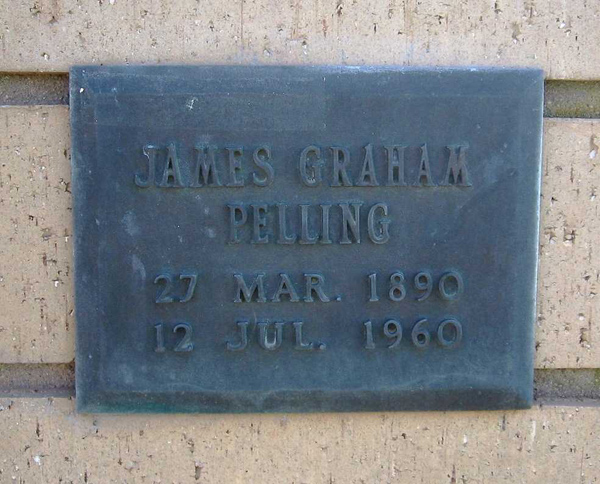 JAMES GRAHAM
PELLING
27 MAR. 1890
12 JUL. 1960